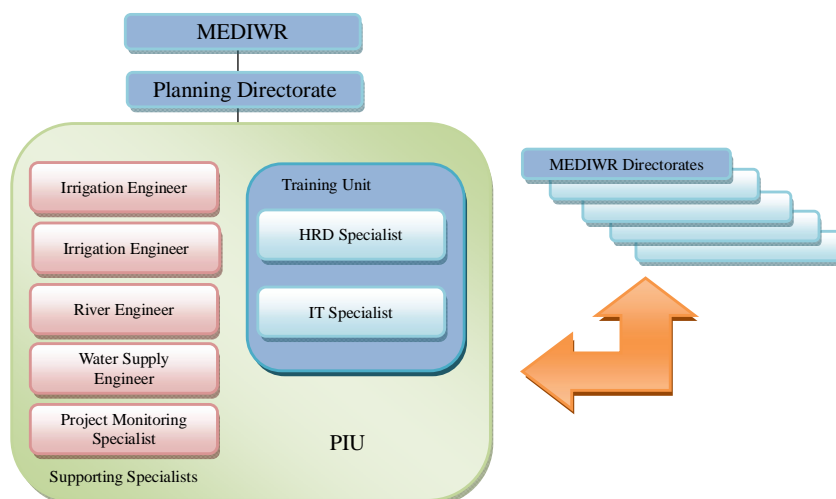 MEDIWR
Planning Directorate
Irrigation Engineer
Irrigation Engineer
River Engineer
Water Supply
Engineer
Project Monitoring
Specialist
Supporting Specialists
Training Unit
HRD Specialist
IT Specialist
PIU
MEDIWR Directorates